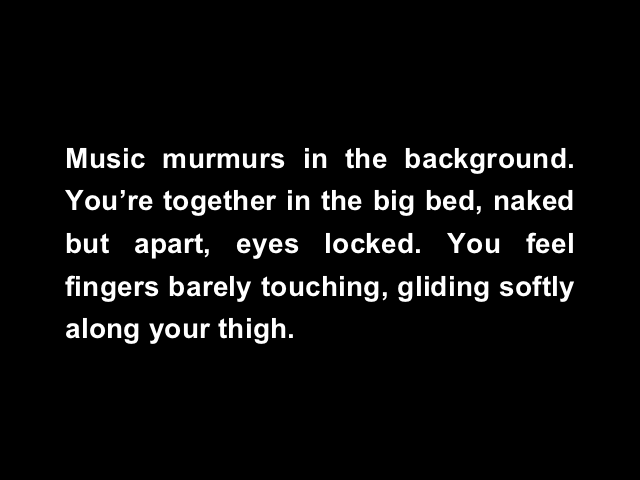 Music murmurs in the background.
You’re together in the big bed, naked
but apart, eyes locked. You feel
fingers barely touching, gliding softly
along your thigh.